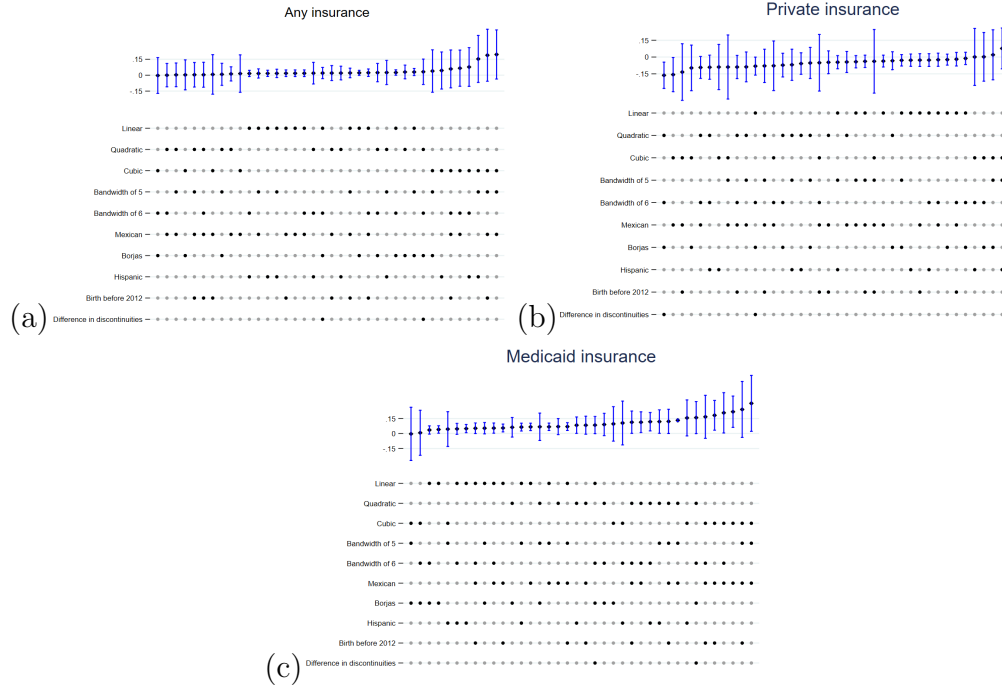 Any insurance
.15
0
-.15
Linear
Quadratic
Cubic
Bandwidth of 5
Bandwidth of 6
Mexican
Borjas
Hispanic
Birth before 2012
Difference in discontinuities
(a)
Private insurance
.15
0
-.15
Linear
Quadratic
Cubic
Bandwidth of 5
Bandwidth of 6
Mexican
Borjas
Hispanic
Birth before 2012
Difference in discontinuities
(b)
Medicaid insurance
.15
0
-.15
Linear
Quadratic
Cubic
Bandwidth of 5
Bandwidth of 6
Mexican
Borjas
Hispanic
Birth before 2012
Difference in discontinuities
(c)